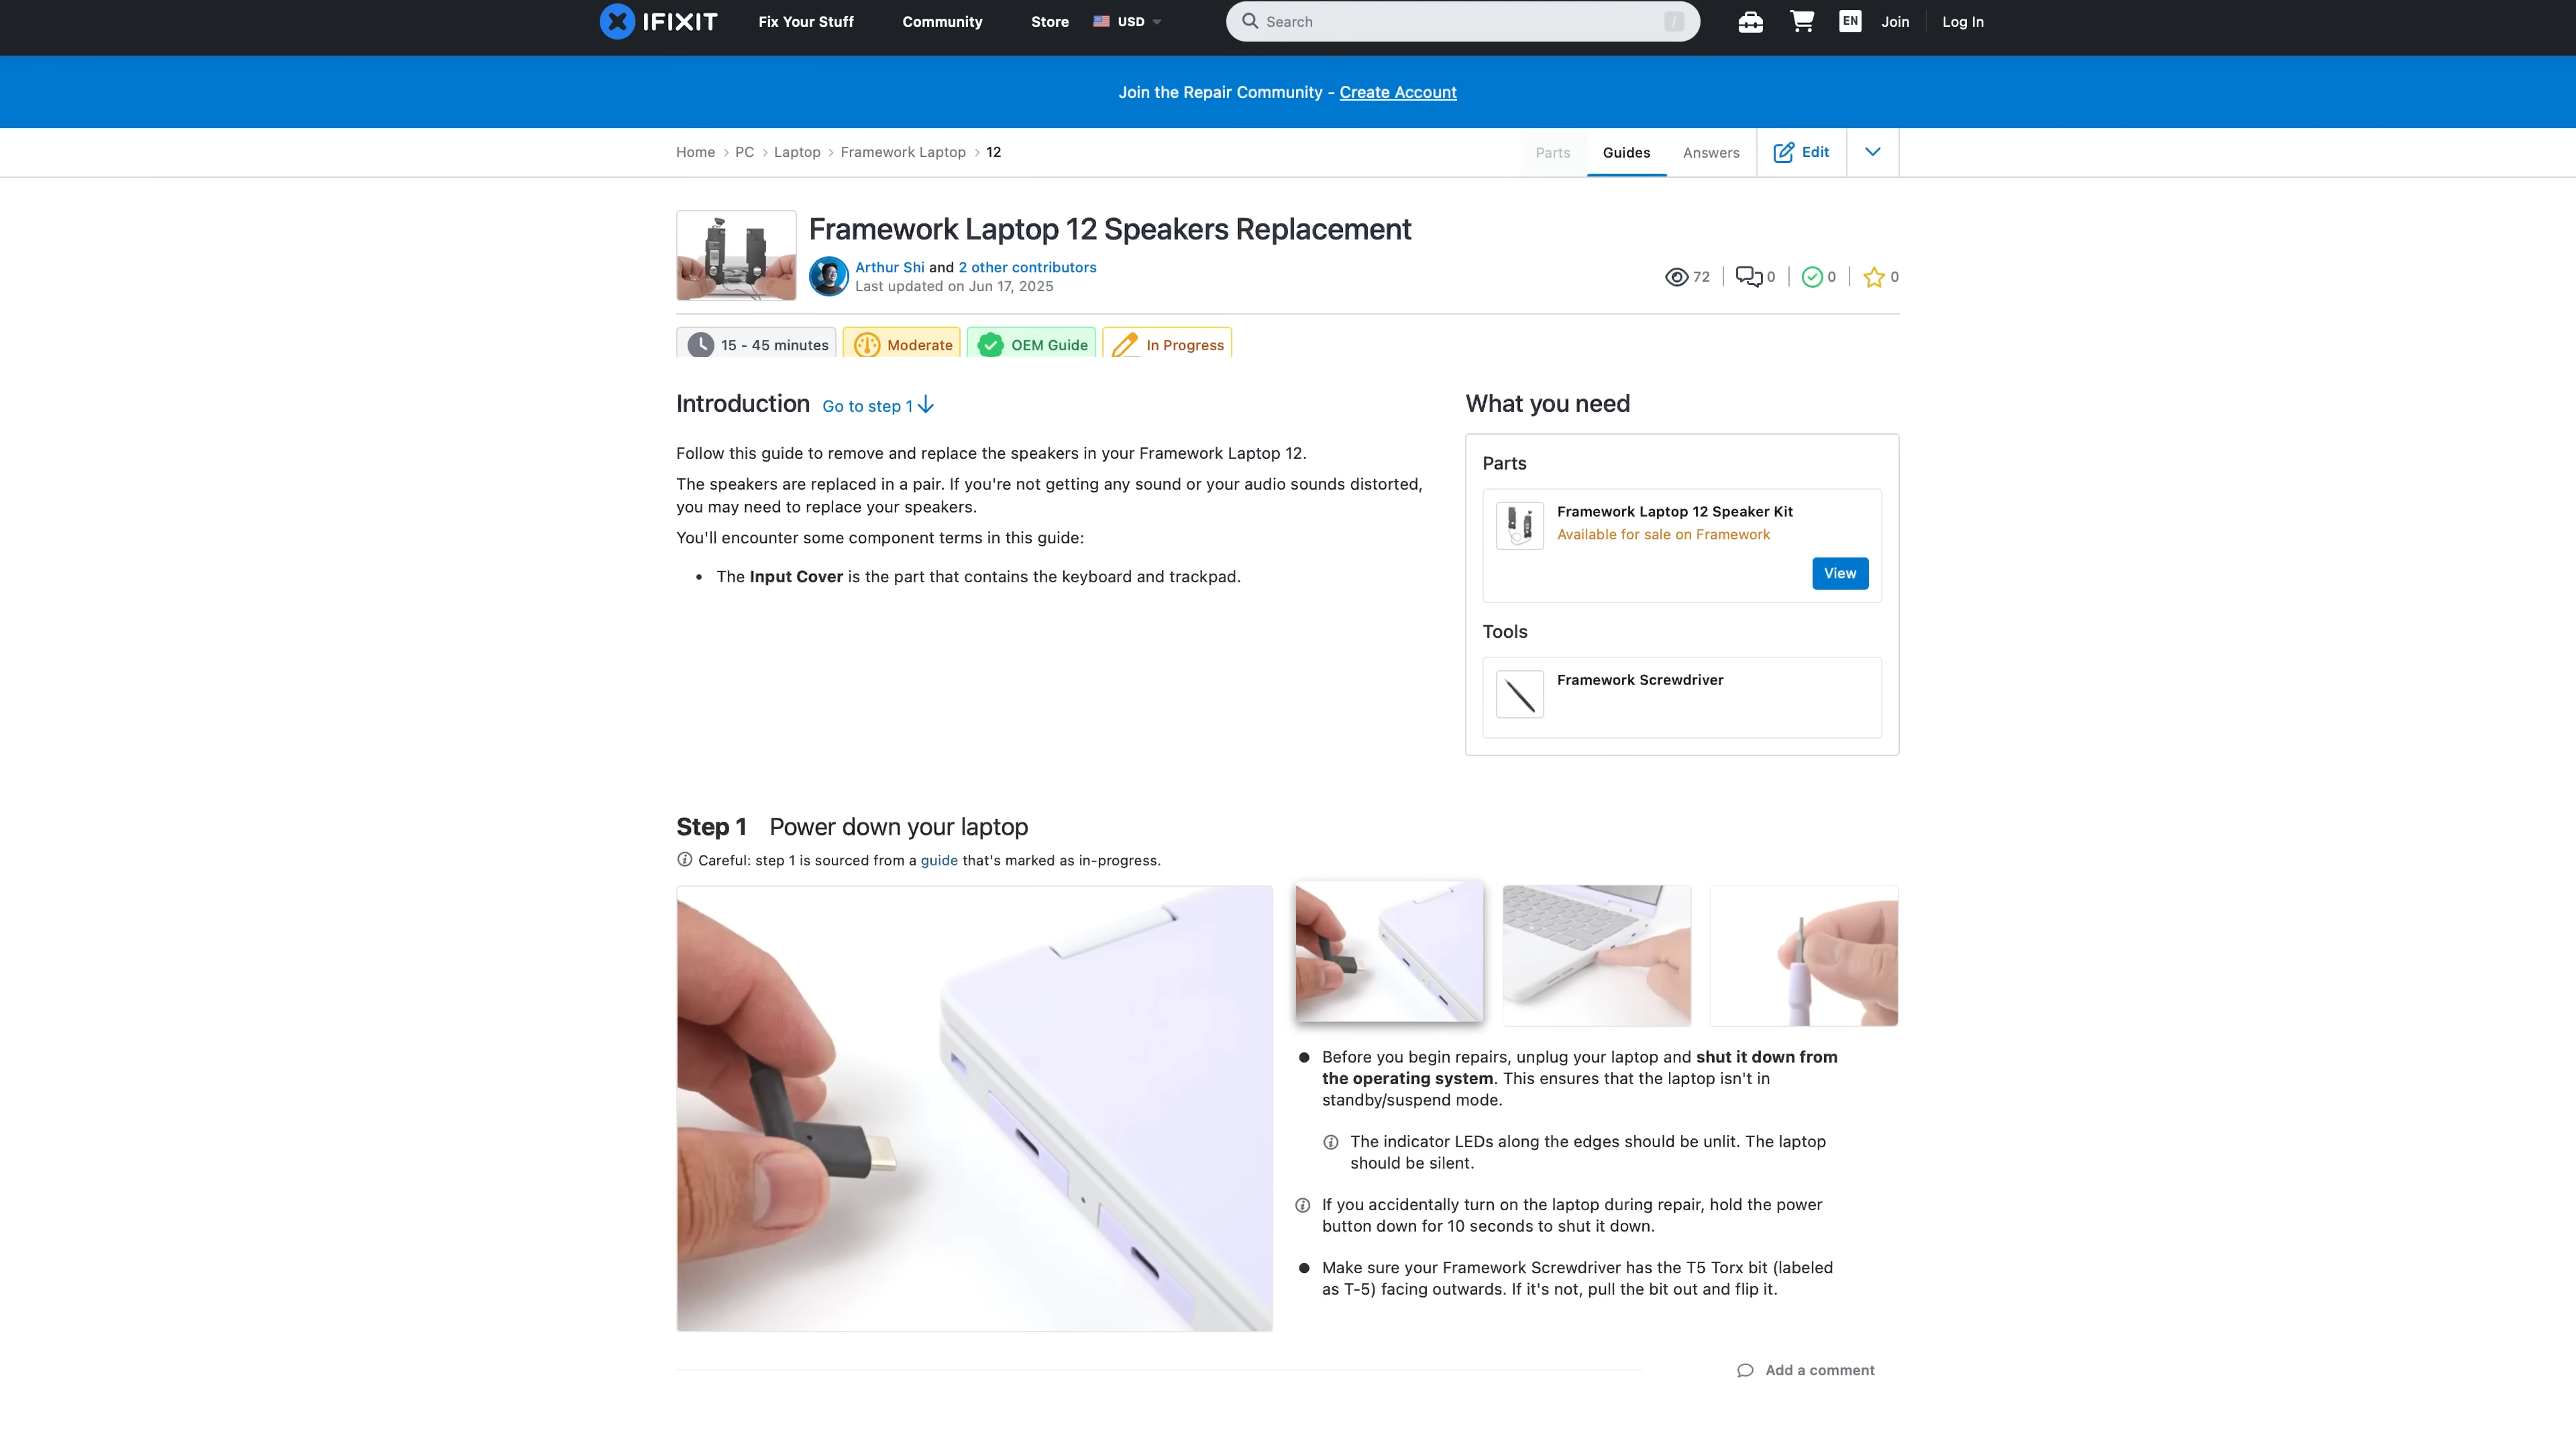 IFIXIT
Fix Your Stuff
Community
Store
USD
Search
/
EN
Join
Log In
Join the Repair Community - Create Account
Home > PC > Laptop > Framework Laptop > 12
Parts
Guides
Answers
Edit
Framework Laptop 12 Speakers Replacement
Arthur Shi and 2 other contributors
Last updated on Jun 17, 2025
72
0
0
0
15 - 45 minutes
Moderate
OEM Guide
In Progress
Introduction
Go to step 1
Follow this guide to remove and replace the speakers in your Framework Laptop 12.
The speakers are replaced in a pair. If you're not getting any sound or your audio sounds distorted,
you may need to replace your speakers.
You'll encounter some component terms in this guide:
• The Input Cover is the part that contains the keyboard and trackpad.
What you need
Parts
Framework Laptop 12 Speaker Kit
Available for sale on Framework
View
Tools
Framework Screwdriver
Step 1 Power down your laptop
Careful: step 1 is sourced from a guide that's marked as in-progress.
Before you begin repairs, unplug your laptop and shut it down from
the operating system. This ensures that the laptop isn't in
standby/suspend mode.
The indicator LEDs along the edges should be unlit. The laptop
should be silent.
If you accidentally turn on the laptop during repair, hold the power
button down for 10 seconds to shut it down.
Make sure your Framework Screwdriver has the T5 Torx bit (labeled
as T-5) facing outwards. If it's not, pull the bit out and flip it.
Add a comment